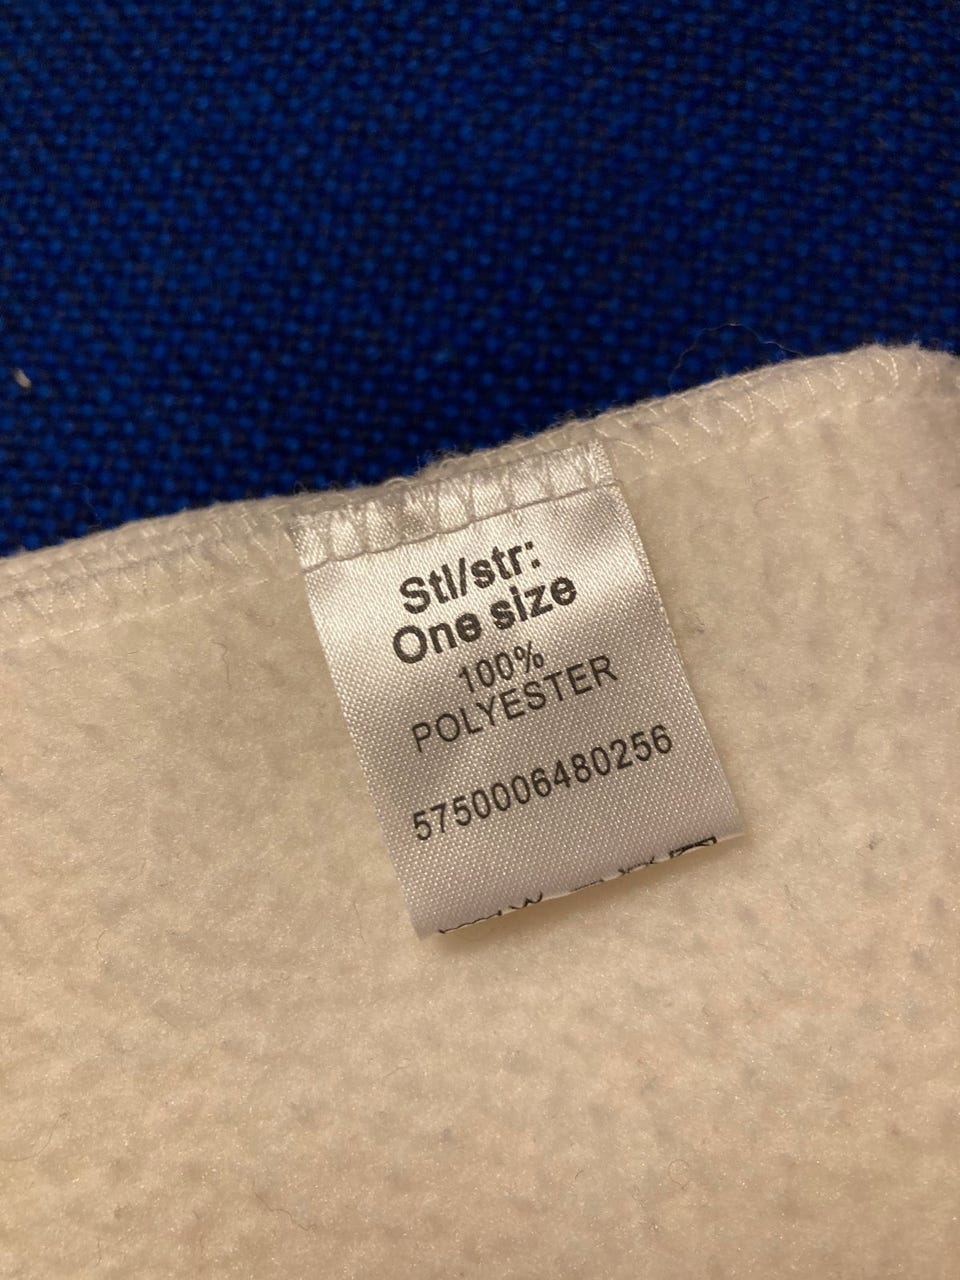 Stl/str:
One size
100%
POLYESTER
5750006480256